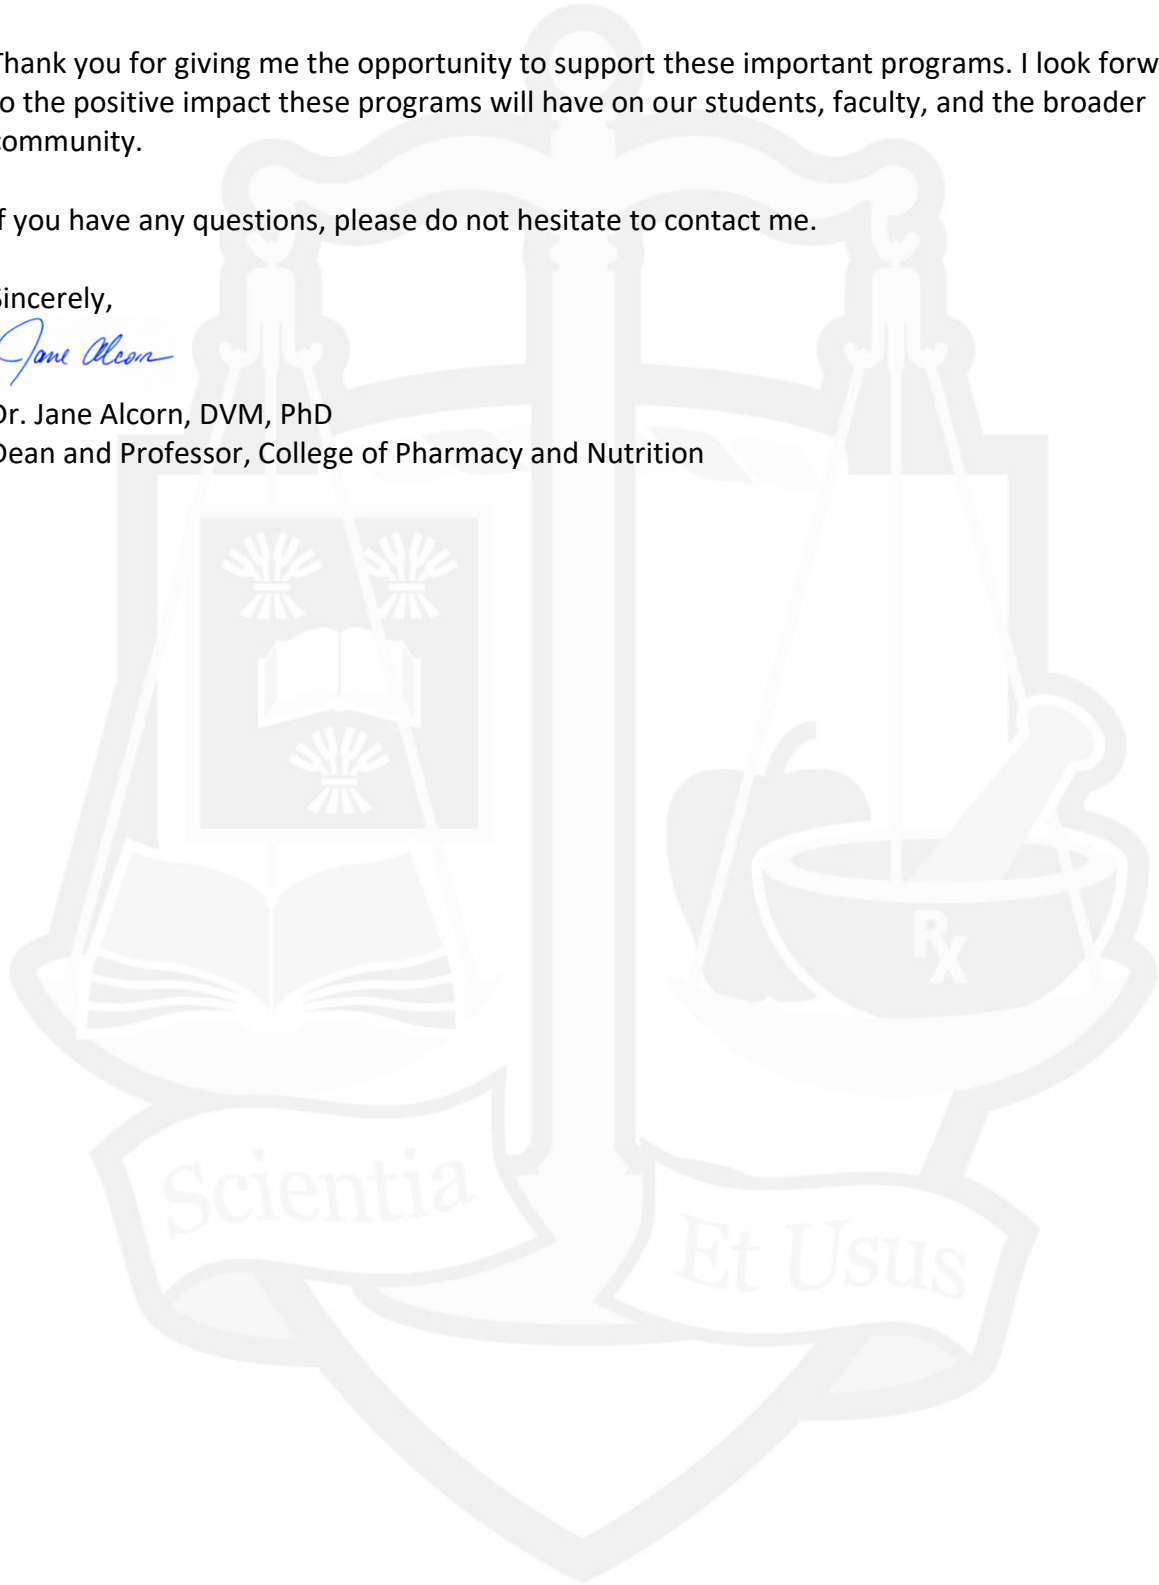 Thank you for giving me the opportunity to support these important programs. I look forw
to the positive impact these programs will have on our students, faculty, and the broader
community.
If you have any questions, please do not hesitate to contact me.
Sincerely,
Jane Alcorn
Dr. Jane Alcorn, DVM, PhD
Dean and Professor, College of Pharmacy and Nutrition
Rx
Scientia
Et Usus